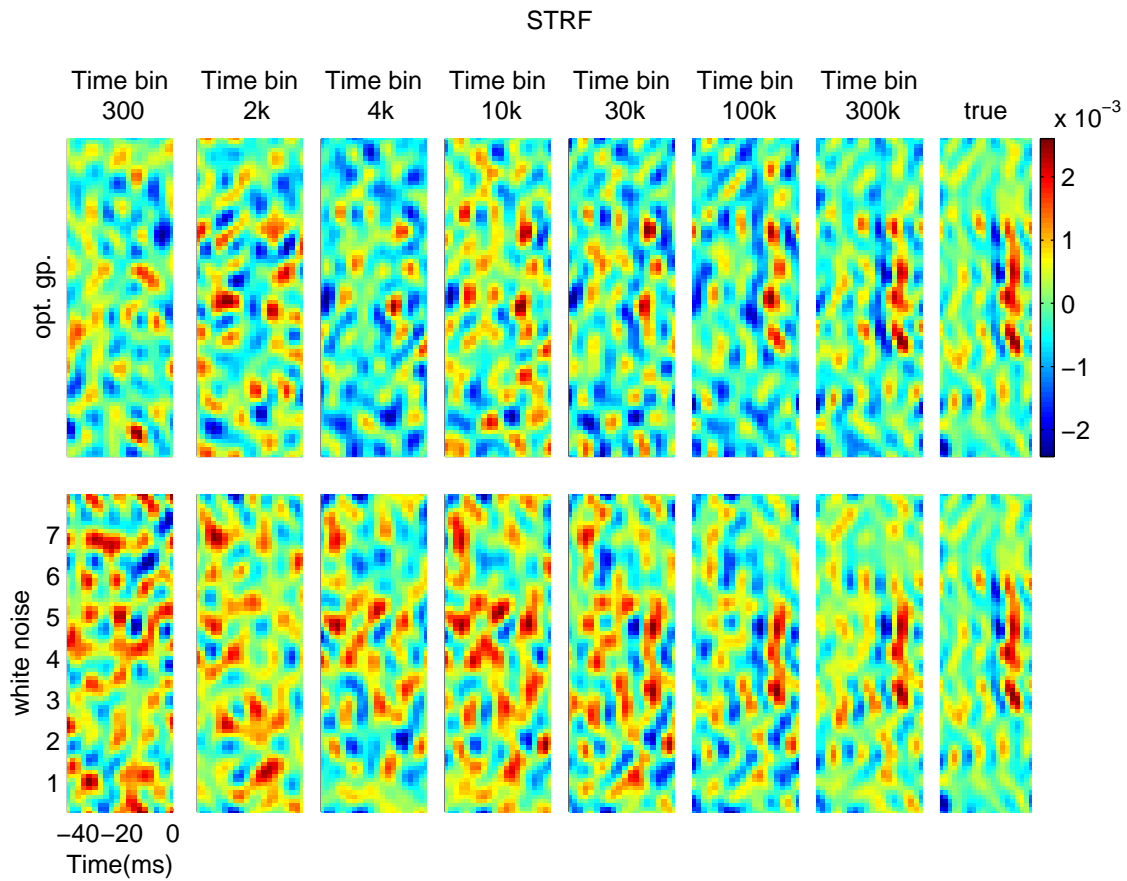 STRF
Time bin 300
Time bin 2k
Time bin 4k
Time bin 10k
Time bin 30k
Time bin 100k
Time bin 300k
true
x 10−3
opt. gp.
2
1
0
−1
−2
white noise
7
6
5
4
3
2
1
−40 −20 0
Time(ms)